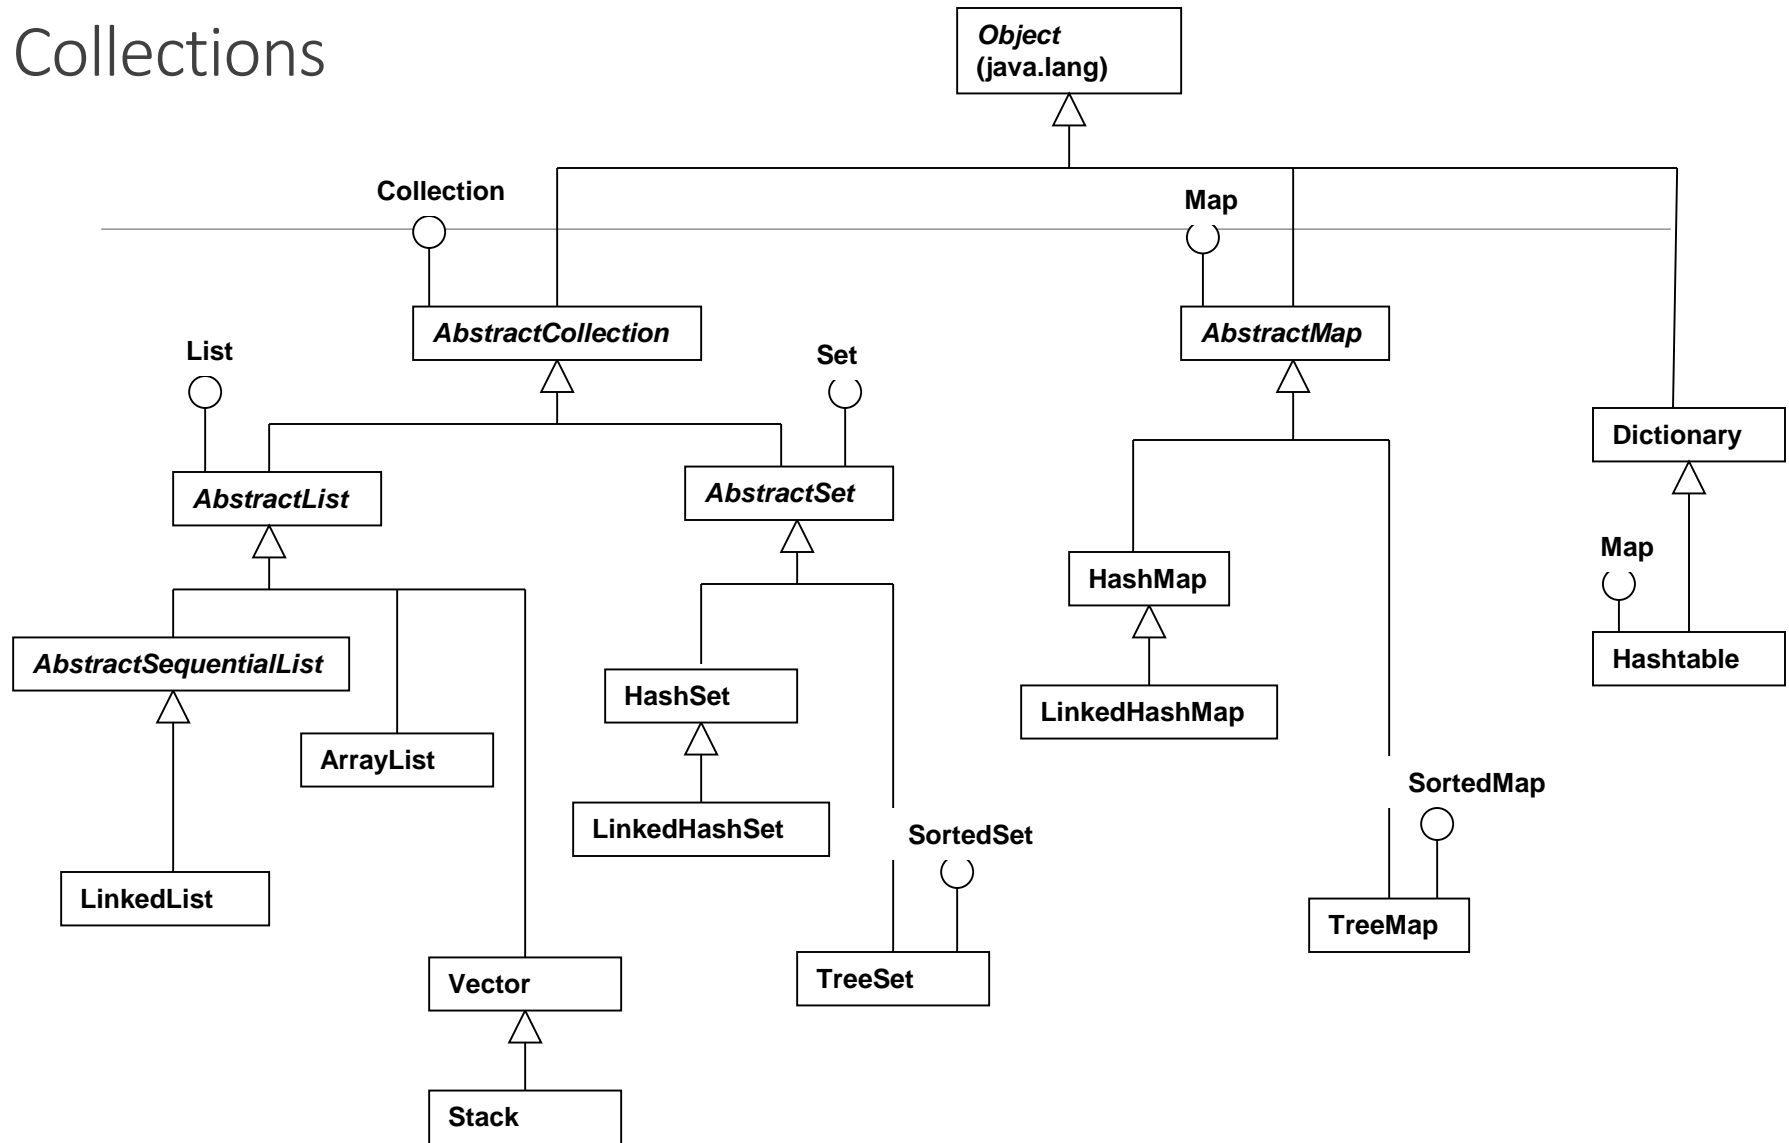 Collections
Object
(java.lang)
Collection
Map
AbstractCollection
AbstractMap
List
Set
Dictionary
AbstractList
AbstractSet
Map
HashMap
AbstractSequentialList
Hashtable
HashSet
LinkedHashMap
ArrayList
SortedMap
LinkedHashSet
SortedSet
LinkedList
TreeMap
Vector
TreeSet
Stack